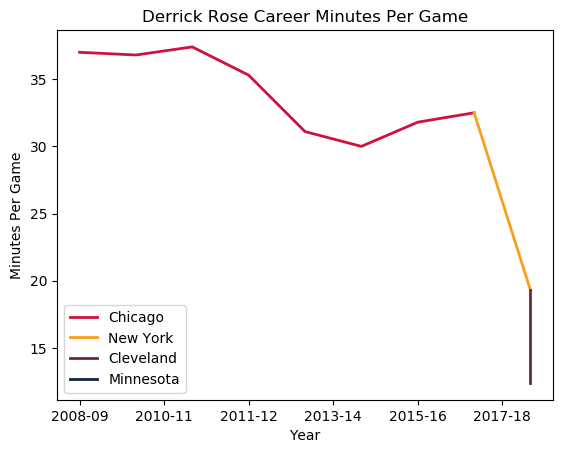 Derrick Rose Career Minutes Per Game
Minutes Per Game
35
30
25
20
15
Chicago
New York
Cleveland
Minnesota
2008-09 2010-11 2011-12 2013-14 2015-16 2017-18
Year